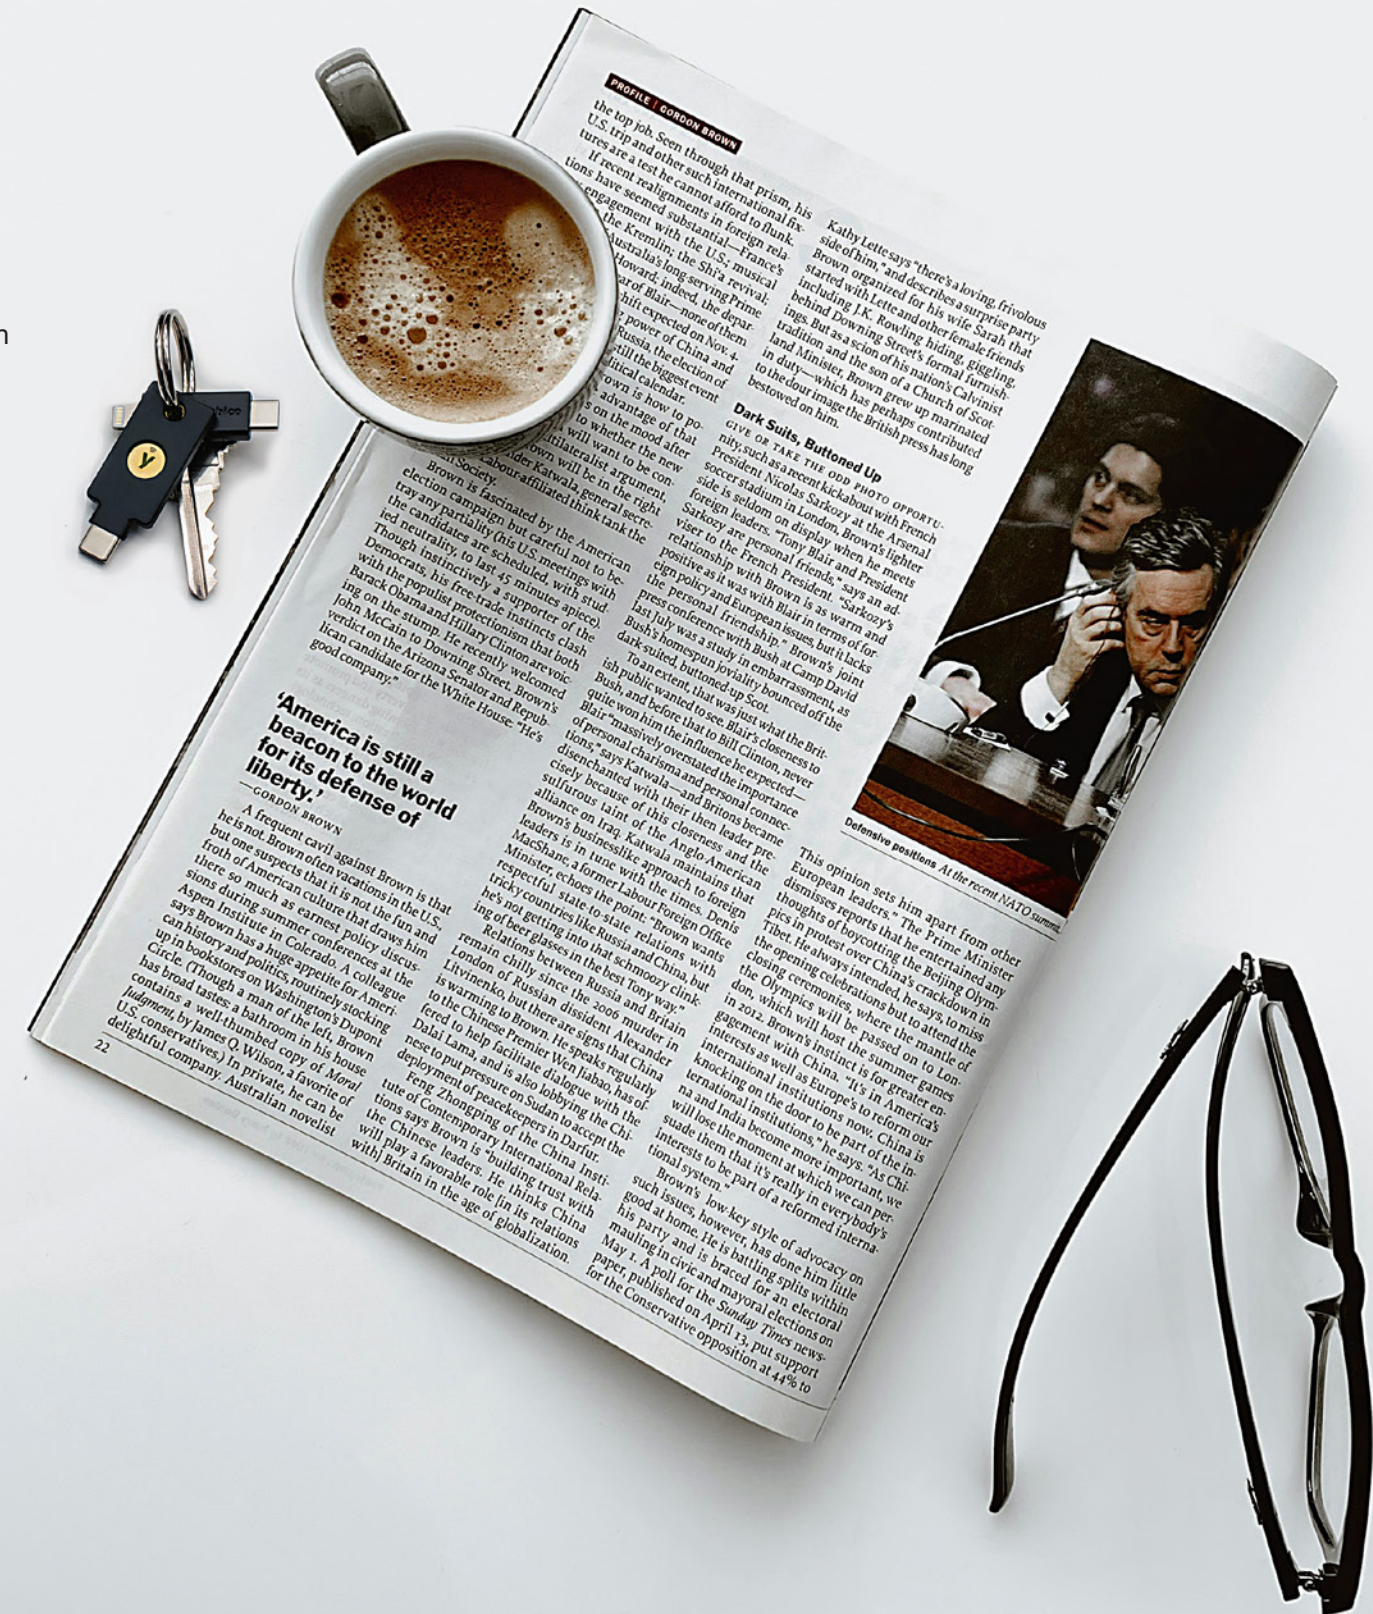 n
PROFILE | GORDON BROWN
the top job. Seen through that prism, his
U.S. trip and other such international fix-
tures are a test he cannot afford to flunk.
If recent realignments in foreign rela-
tions have seemed substantial—France's
engagement with the U.S.; musical
the Kremlin; the Shi'a revival;
Australia's long-serving Prime
Howard; indeed, the depar-
of Blair—none of them
shift expected on Nov. 4.
power of China and
Russia, the election of
still the biggest event
political calendar.
Brown is how to po-
advantage of that
on the mood after
to whether the new
will want to be con-
multilateralist argument,
Brown will be in the right
Sunder Katwala, general secre-
Labour-affiliated think tank the
Society.
Brown is fascinated by the American
election campaign but careful not to be-
tray any partiality (his U.S. meetings with
the candidates are scheduled, with stud-
ied neutrality, to last 45 minutes apiece).
Though instinctively a supporter of the
Democrats, his free-trade instincts clash
with the populist protectionism that both
Barack Obama and Hillary Clinton are voic-
ing on the stump. He recently welcomed
John McCain to Downing Street. Brown's
verdict on the Arizona Senator and Repub-
lican candidate for the White House: "He's
good company."
'America is still a
beacon to the world
for its defense of
liberty.'
—GORDON BROWN
A frequent cavil against Brown is that
he is not. Brown often vacations in the U.S.,
but one suspects that it is not the fun and
froth of American culture that draws him
there so much as earnest policy discus-
sions during summer conferences at the
Aspen Institute in Colorado. A colleague
says Brown has a huge appetite for Ameri-
can history and politics, routinely stocking
up in bookstores on Washington's Dupont
Circle. (Though a man of the left, Brown
has broad tastes; a bathroom in his house
contains a well-thumbed copy of Moral
Judgment, by James Q. Wilson, a favorite of
U.S. conservatives.) In private, he can be
delightful company. Australian novelist
22
Kathy Lette says "there's a loving, frivolous
side of him," and describes a surprise party
Brown organized for his wife Sarah that
started with Lette and other female friends
including J.K. Rowling hiding, giggling,
behind Downing Street's formal furnish-
ings. But as a scion of his nation's Calvinist
tradition and the son of a Church of Scot-
land Minister, Brown grew up marinated
in duty—which has perhaps contributed
to the dour image the British press has long
bestowed on him.
Dark Suits, Buttoned Up
GIVE OR TAKE THE ODD PHOTO OPPORTU-
nity, such as a recent kickabout with French
President Nicolas Sarkozy at the Arsenal
soccer stadium in London, Brown's lighter
side is seldom on display when he meets
foreign leaders. "Tony Blair and President
Sarkozy are personal friends," says an ad-
viser to the French President. "Sarkozy's
relationship with Brown is as warm and
positive as it was with Blair in terms of for-
eign policy and European issues, but it lacks
the personal friendship." Brown's joint
press conference with Bush at Camp David
last July was a study in embarrassment, as
Bush's homespun joviality bounced off the
dark-suited, buttoned-up Scot.
To an extent, that was just what the Brit-
ish public wanted to see. Blair's closeness to
Bush, and before that to Bill Clinton, never
quite won him the influence he expected—
Blair "massively overstated the importance
of personal charisma and personal connec-
tions," says Katwala—and Britons became
disenchanted with their then leader pre-
cisely because of this closeness and the
sulfurous taint of the Anglo-American
alliance on Iraq. Katwala maintains that
Brown's businesslike approach to foreign
leaders is in tune with the times. Denis
MacShane, a former Labour Foreign Office
Minister, echoes the point: "Brown wants
respectful state-to-state relations with
tricky countries like Russia and China, but
he's not getting into that schmoozy clink-
ing of beer glasses in the best Tony way."
Relations between Russia and Britain
remain chilly since the 2006 murder in
London of Russian dissident Alexander
Litvinenko, but there are signs that China
is warming to Brown. He speaks regularly
to the Chinese Premier Wen Jiabao, has of-
fered to help facilitate dialogue with the
Dalai Lama, and is also lobbying the Chi-
nese to put pressure on Sudan to accept the
deployment of peacekeepers in Darfur.
Feng Zhongping of the China Insti-
tute of Contemporary International Rela-
tions says Brown is "building trust with
the Chinese leaders. He thinks China
will play a favorable role [in its relations
with] Britain in the age of globalization.
Defensive positions At the recent NATO summit,
This opinion sets him apart from other
European leaders." The Prime Minister
dismisses reports that he entertained any
thoughts of boycotting the Beijing Olym-
pics in protest over China's crackdown in
Tibet. He always intended, he says, to miss
the opening celebrations but to attend the
closing ceremonies, where the mantle of
the Olympics will be passed on to Lon-
don, which will host the summer games
in 2012. Brown's instinct is for greater en-
gagement with China. "It's in America's
interests as well as Europe's to reform our
international institutions now. China is
knocking on the door to be part of the in-
ternational institutions," he says. "As Chi-
na and India become more important, we
will lose the moment at which we can per-
suade them that it's really in everybody's
interests to be part of a reformed interna-
tional system."
Brown's low-key style of advocacy on
such issues, however, has done him little
good at home. He is battling splits within
his party and is braced for an electoral
mauling in civic and mayoral elections on
May 1. A poll for the Sunday Times news-
paper, published on April 13, put support
for the Conservative opposition at 44% to
y